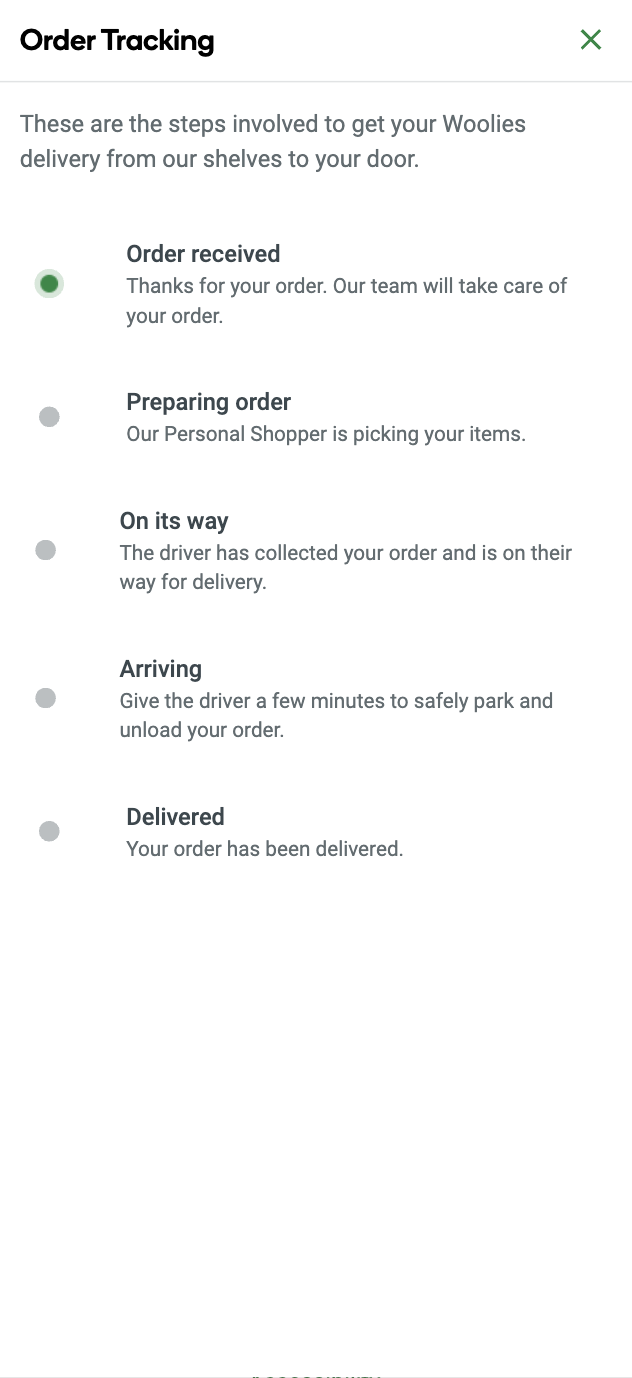 Order Tracking
These are the steps involved to get your Woolies
delivery from our shelves to your door.
Order received
Thanks for your order. Our team will take care of
your order.
Preparing order
Our Personal Shopper is picking your items.
On its way
The driver has collected your order and is on their
way for delivery.
Arriving
Give the driver a few minutes to safely park and
unload your order.
Delivered
Your order has been delivered.